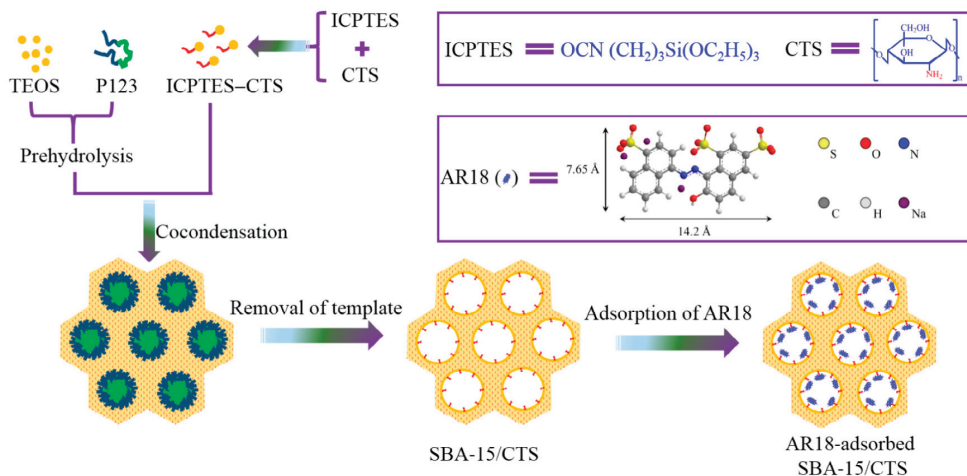 ICPTES
+
CTS
TEOS
P123
ICPTES–CTS
Prehydrolysis
Cocondensation
ICPTES = OCN (CH₂)₃Si(OC₂H₅)₃
CTS =
CH₂OH
O
O
OH
O
NH₂
n
AR18 ( ) =
7.65 Å
14.2 Å
S
O
N
C
H
Na
Removal of template
Adsorption of AR18
SBA-15/CTS
AR18-adsorbed
SBA-15/CTS